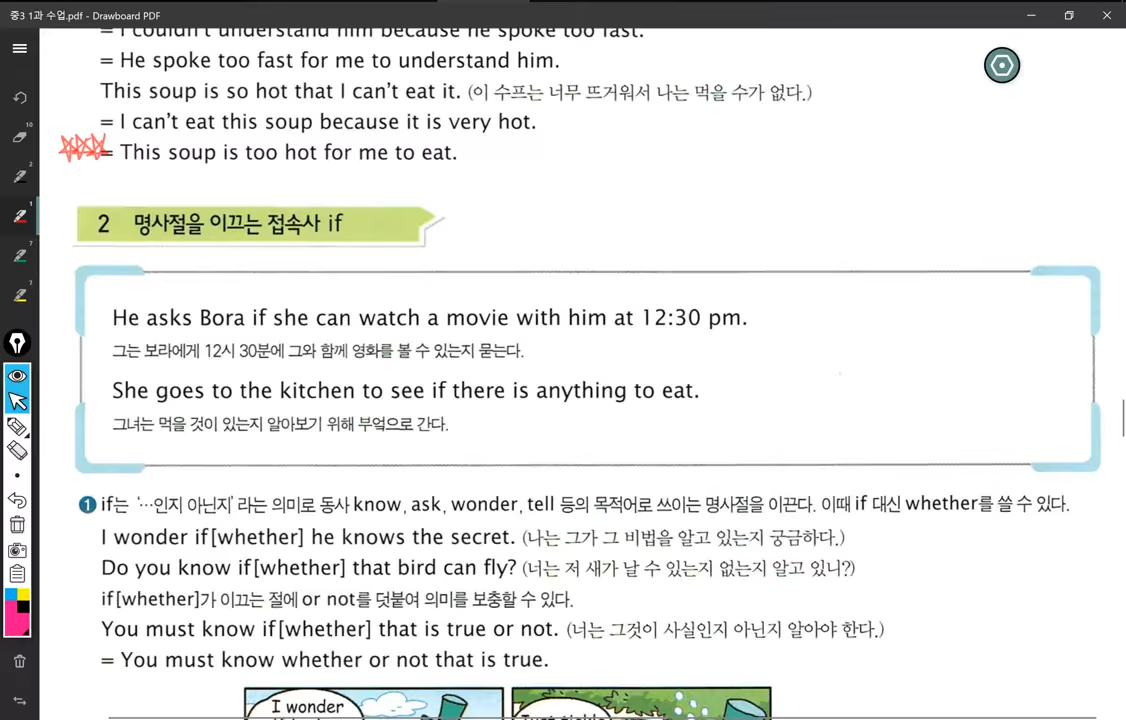 중3 1과 수업.pdf - Drawboard PDF
= I couldn't understand him because he spoke too fast.
= He spoke too fast for me to understand him.
This soup is so hot that I can't eat it. (이 수프는 너무 뜨거워서 나는 먹을 수가 없다.)
= I can't eat this soup because it is very hot.
= This soup is too hot for me to eat.
2 명사절을 이끄는 접속사 if
He asks Bora if she can watch a movie with him at 12:30 pm.
그는 보라에게 12시 30분에 그와 함께 영화를 볼 수 있는지 묻는다.
She goes to the kitchen to see if there is anything to eat.
그녀는 먹을 것이 있는지 알아보기 위해 부엌으로 간다.
1 if는 '…인지 아닌지' 라는 의미로 동사 know, ask, wonder, tell 등의 목적어로 쓰이는 명사절을 이끈다. 이때 if 대신 whether를 쓸 수 있다.
I wonder if[whether] he knows the secret. (나는 그가 그 비법을 알고 있는지 궁금하다.)
Do you know if[whether] that bird can fly? (너는 저 새가 날 수 있는지 없는지 알고 있니?)
if[whether]가 이끄는 절에 or not를 덧붙여 의미를 보충할 수 있다.
You must know if[whether] that is true or not. (너는 그것이 사실인지 아닌지 알아야 한다.)
= You must know whether or not that is true.
I wonder